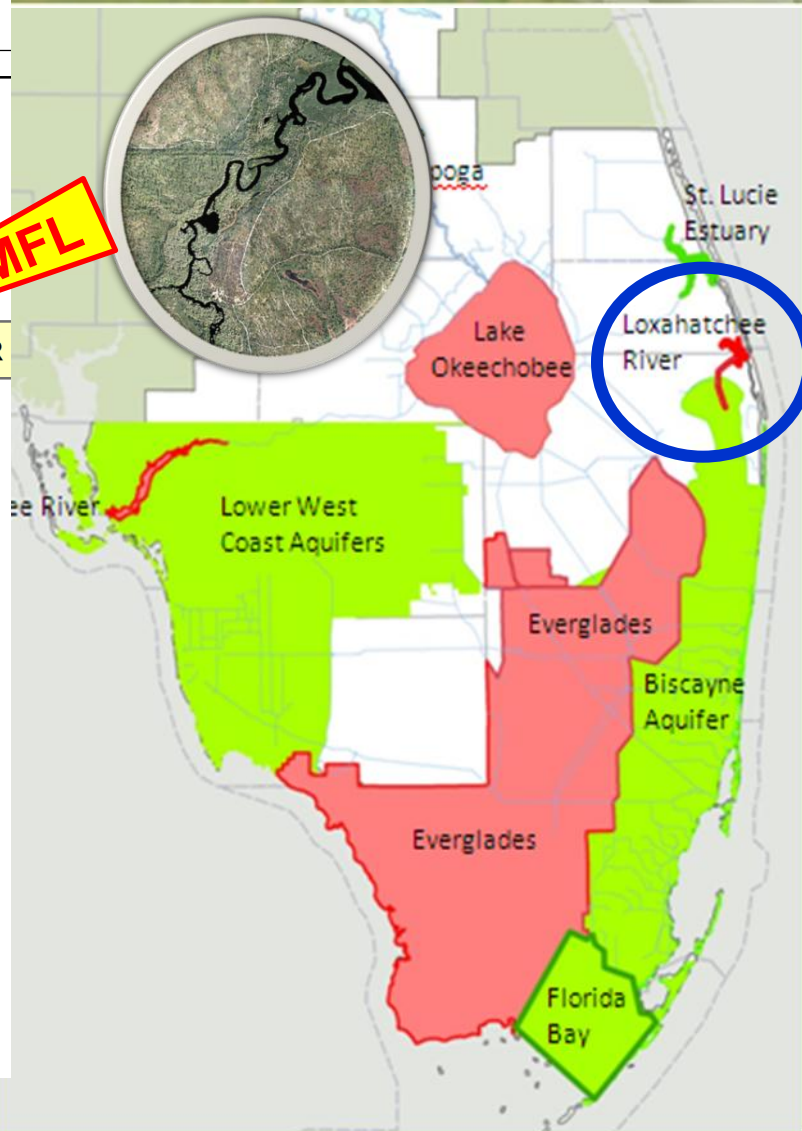 MFL
R
poga
St. Lucie
Estuary
Loxahatchee
River
Lake
Okeechobee
ee River
Lower West
Coast Aquifers
Everglades
Biscayne
Aquifer
Everglades
Florida
Bay